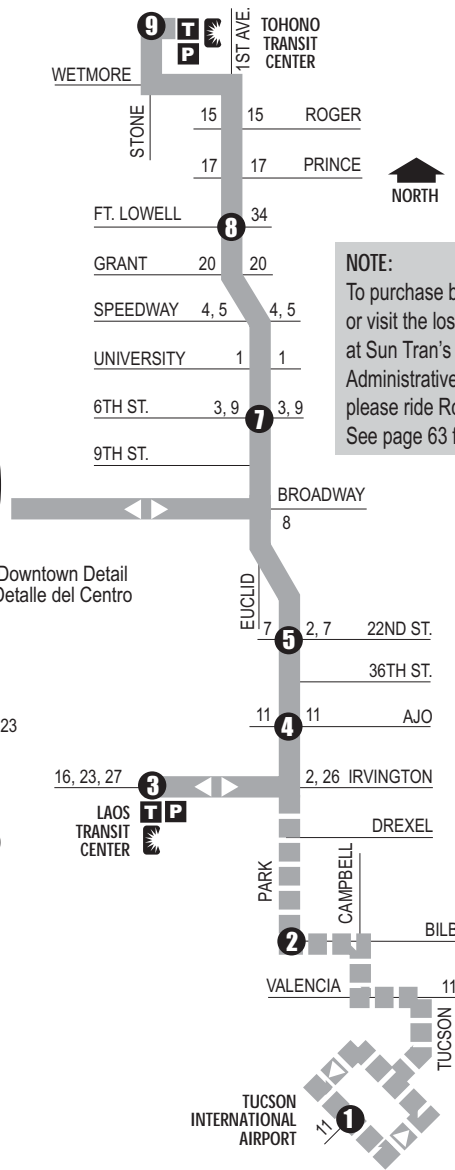 9 T 1ST AVE. TOHONO
P TRANSIT
CENTER
WETMORE
STONE
15 15 ROGER
17 17 PRINCE
NORTH
FT. LOWELL 8 34
GRANT 20 20
NOTE:
To purchase
or visit the
at Sun Tran's
Administrative
please ride
See page 63
SPEEDWAY 4, 5 4, 5
UNIVERSITY 1 1
6TH ST. 3, 9 7 3, 9
9TH ST.
BROADWAY
8
Downtown Detail
Detalle del Centro
EUCLID
7 5 2, 7 22ND ST.
36TH ST.
23
11 4 11 AJO
16, 23, 27 3 2, 26 IRVINGTON
LAOS T P
TRANSIT
CENTER
DREXEL
PARK
CAMPBELL
2
VALENCIA 11
TUCSON
TUCSON
INTERNATIONAL
AIRPORT
11 1